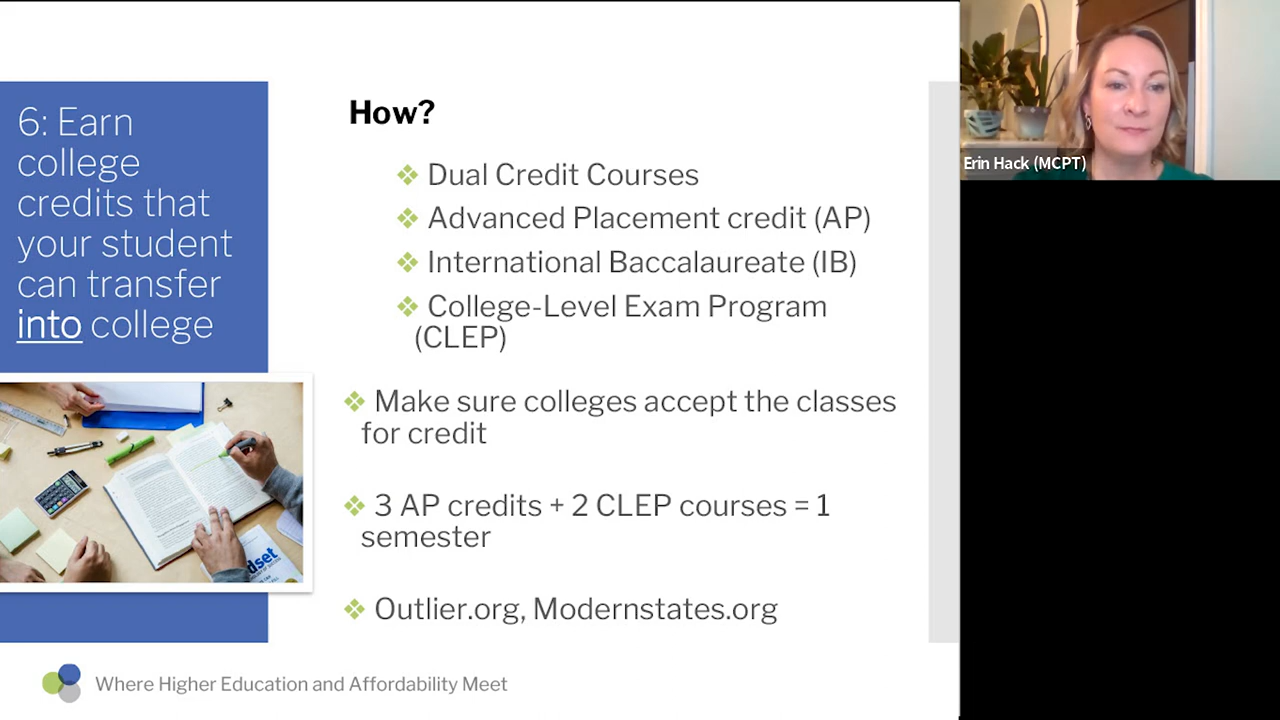 6: Earn
college
credits that
your student
can transfer
into college
How?
❖ Dual Credit Courses
❖ Advanced Placement credit (AP)
❖ International Baccalaureate (IB)
❖ College-Level Exam Program
(CLEP)
❖ Make sure colleges accept the classes
for credit
❖ 3 AP credits + 2 CLEP courses = 1
semester
❖ Outlier.org, Modernstates.org
Where Higher Education and Affordability Meet
Erin Hack (MCPT)